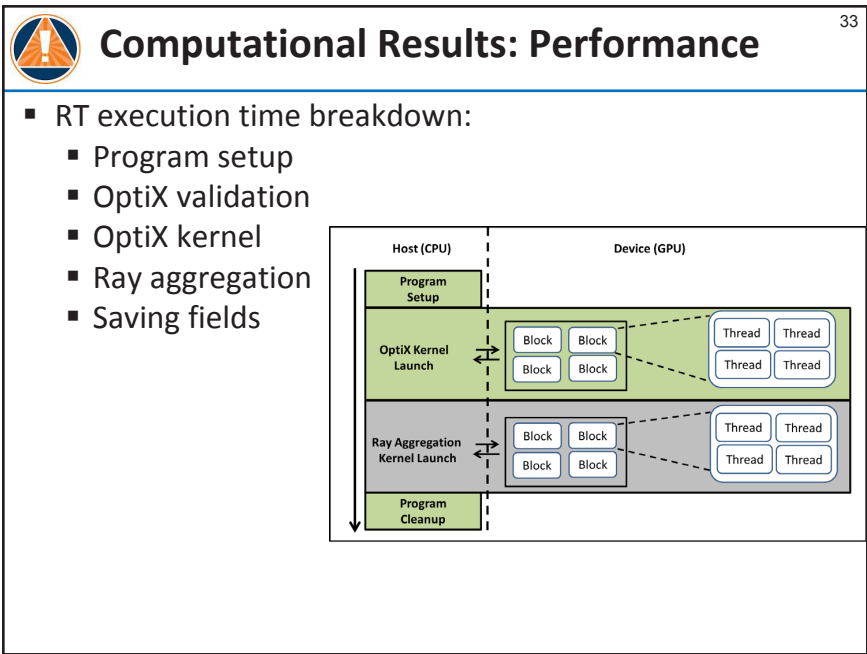 33
Computational Results: Performance
▪ RT execution time breakdown:
▪ Program setup
▪ OptiX validation
▪ OptiX kernel
▪ Ray aggregation
▪ Saving fields
Host (CPU)
Device (GPU)
Program
Setup
OptiX Kernel
Launch
Block Block
Block Block
Thread Thread
Thread Thread
Ray Aggregation
Kernel Launch
Block Block
Block Block
Thread Thread
Thread Thread
Program
Cleanup